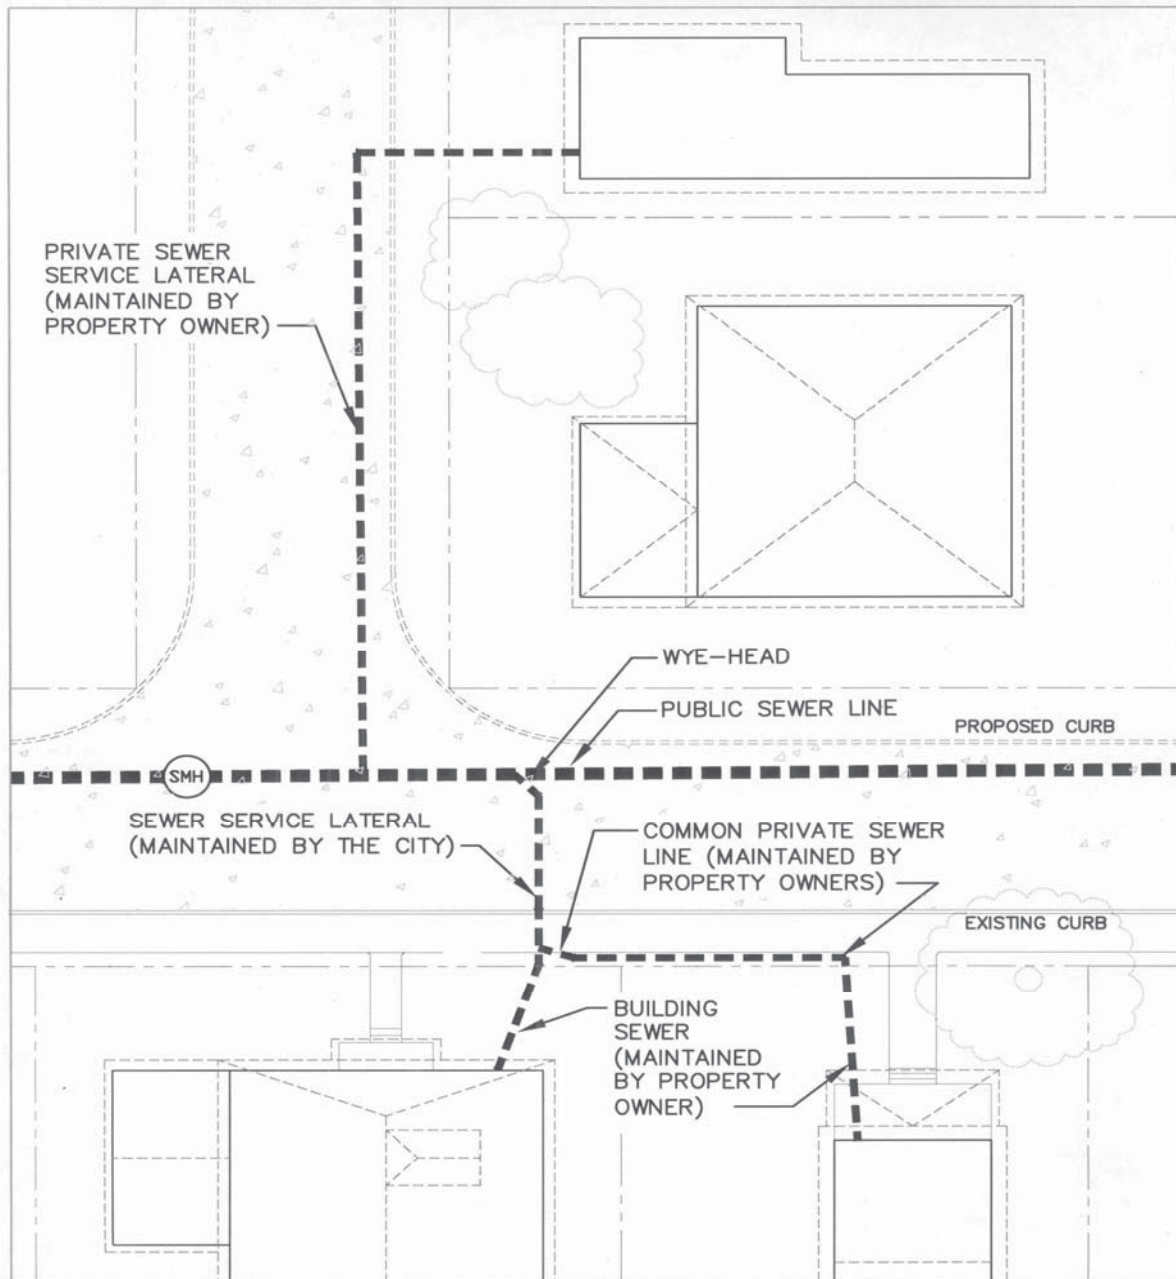 PRIVATE SEWER
SERVICE LATERAL
(MAINTAINED BY
PROPERTY OWNER)
WYE-HEAD
PUBLIC SEWER LINE
PROPOSED CURB
SMH
SEWER SERVICE LATERAL
(MAINTAINED BY THE CITY)
COMMON PRIVATE SEWER
LINE (MAINTAINED BY
PROPERTY OWNERS)
EXISTING CURB
BUILDING
SEWER
(MAINTAINED
BY PROPERTY
OWNER)